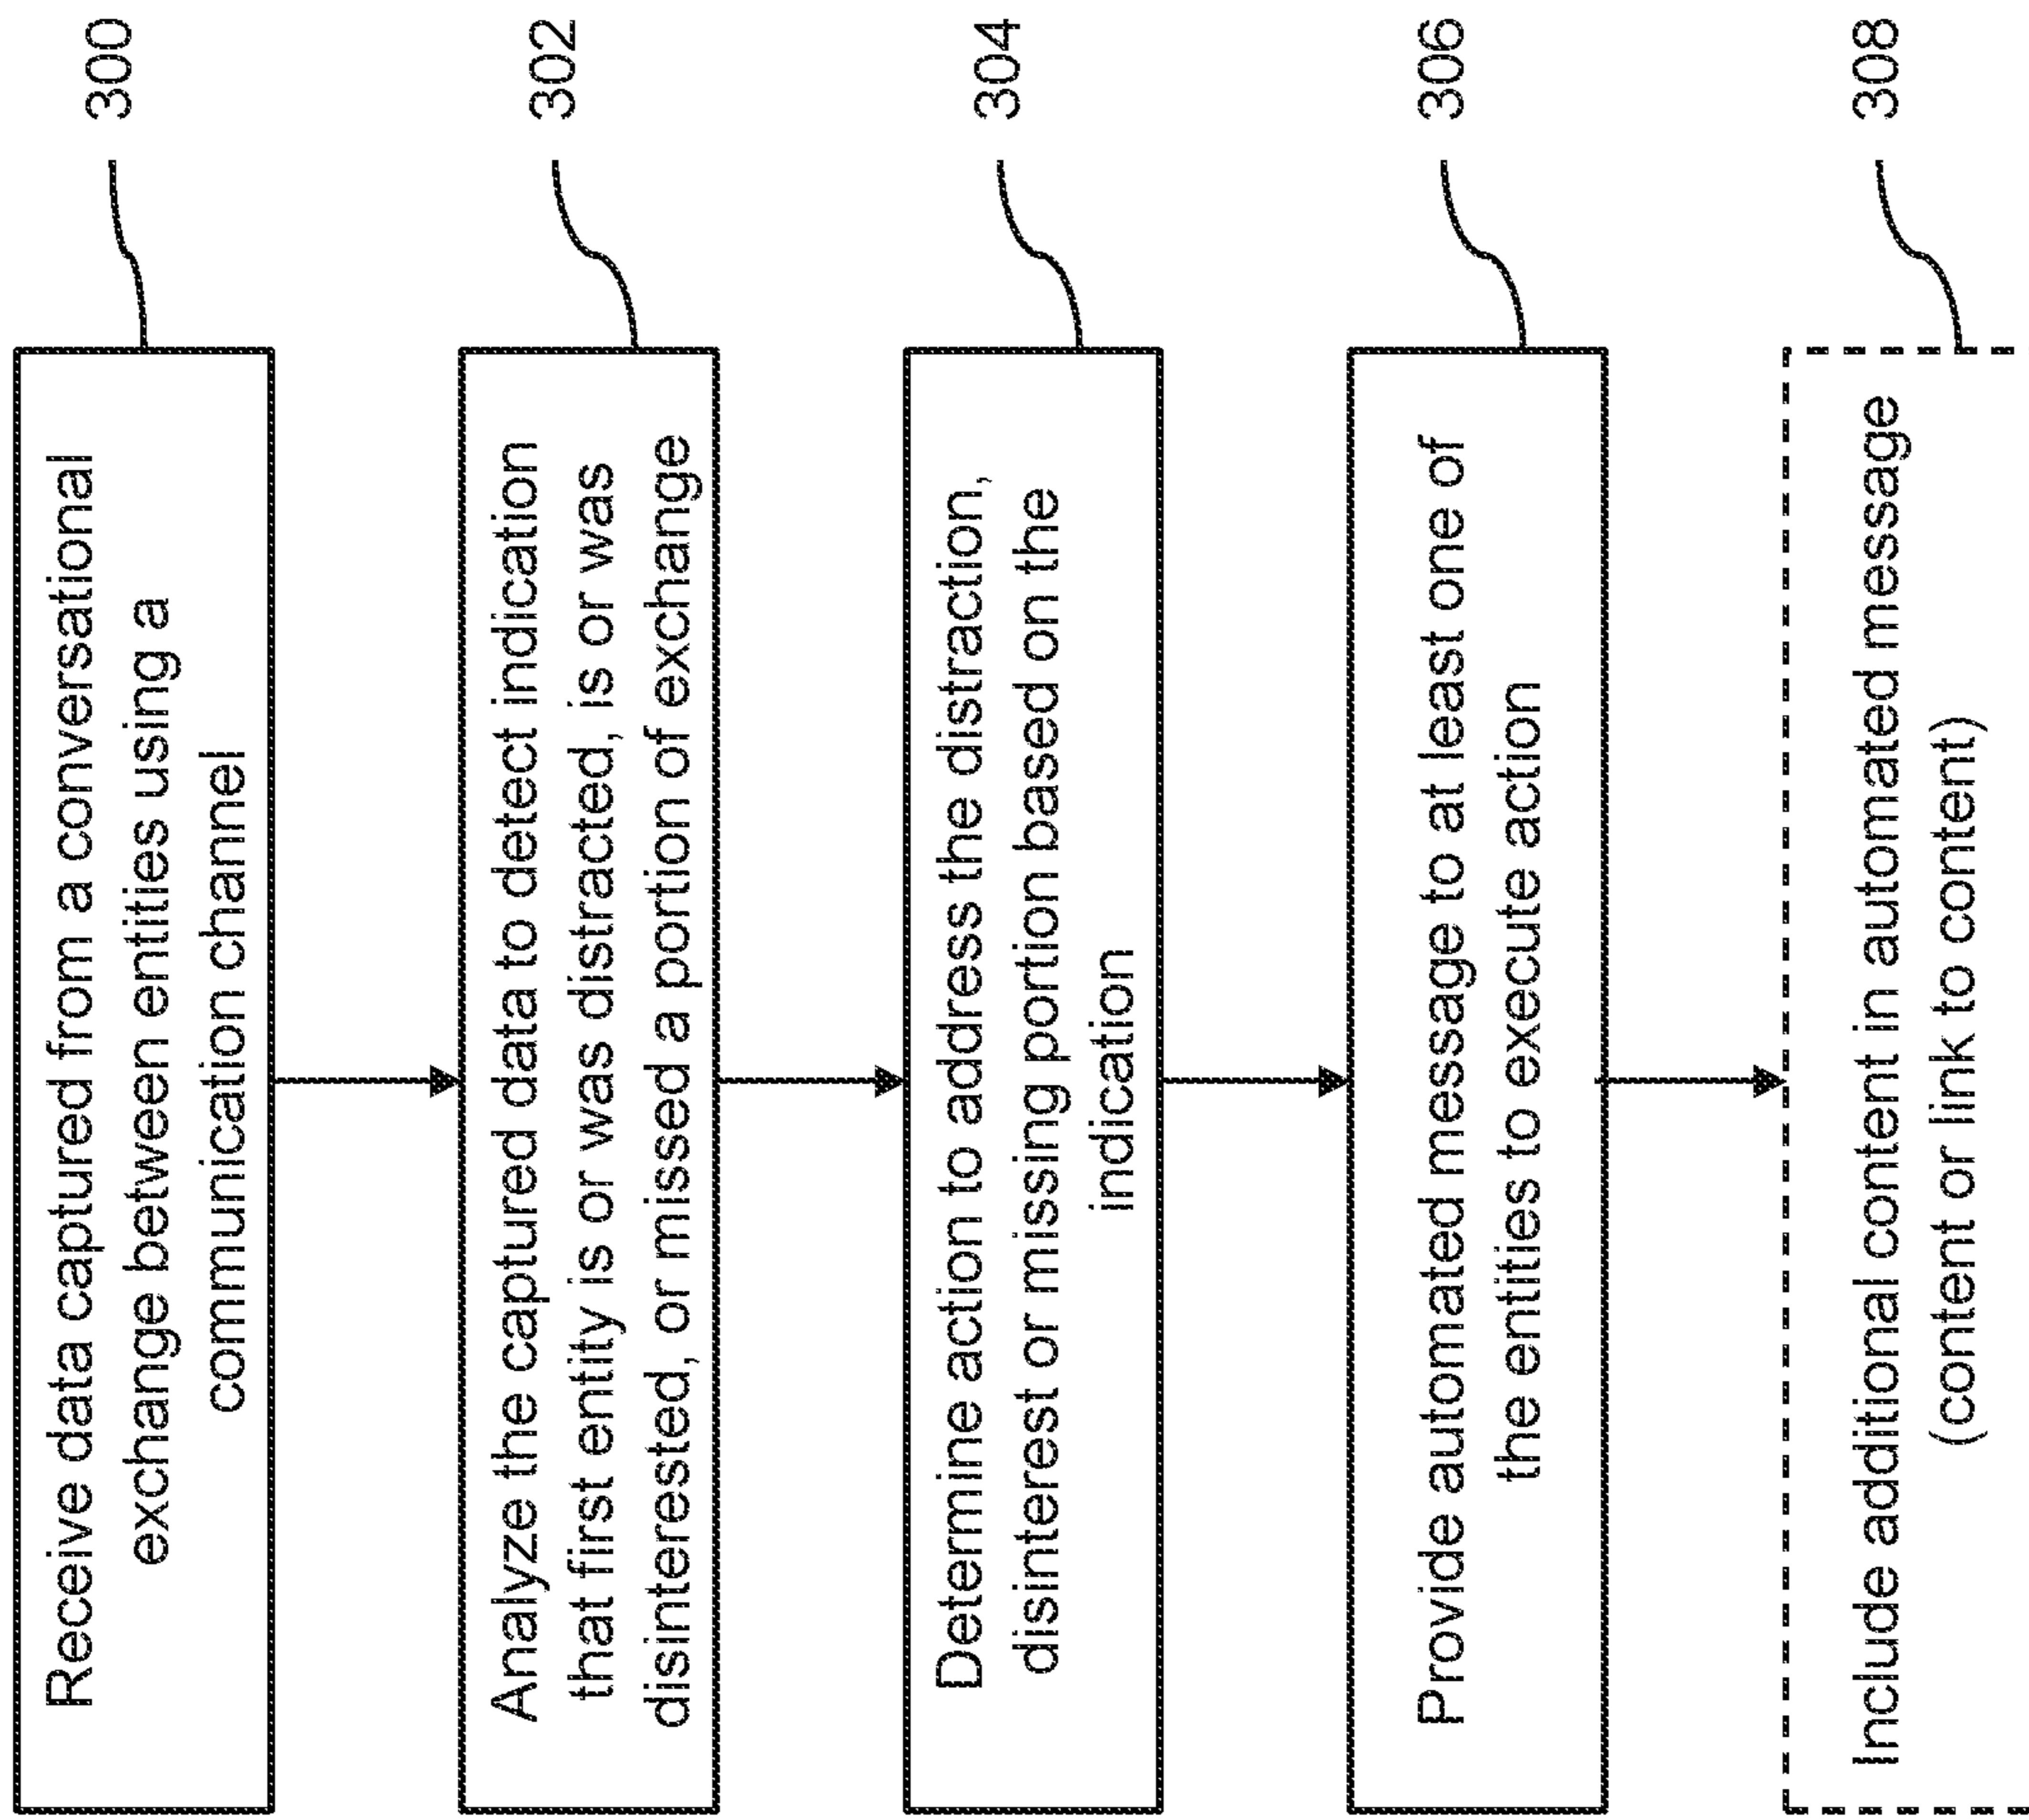 Receive data captured from a conversational
exchange between entities using a
communication channel
300
Analyze the captured data to detect indication
that first entity is or was distracted, is or was
disinterested, or missed a portion of exchange
302
Determine action to address the distraction,
disinterest or missing portion based on the
indication
304
Provide automated message to at least one of
the entities to execute action
306
Include additional content in automated message
(content or link to content)
308